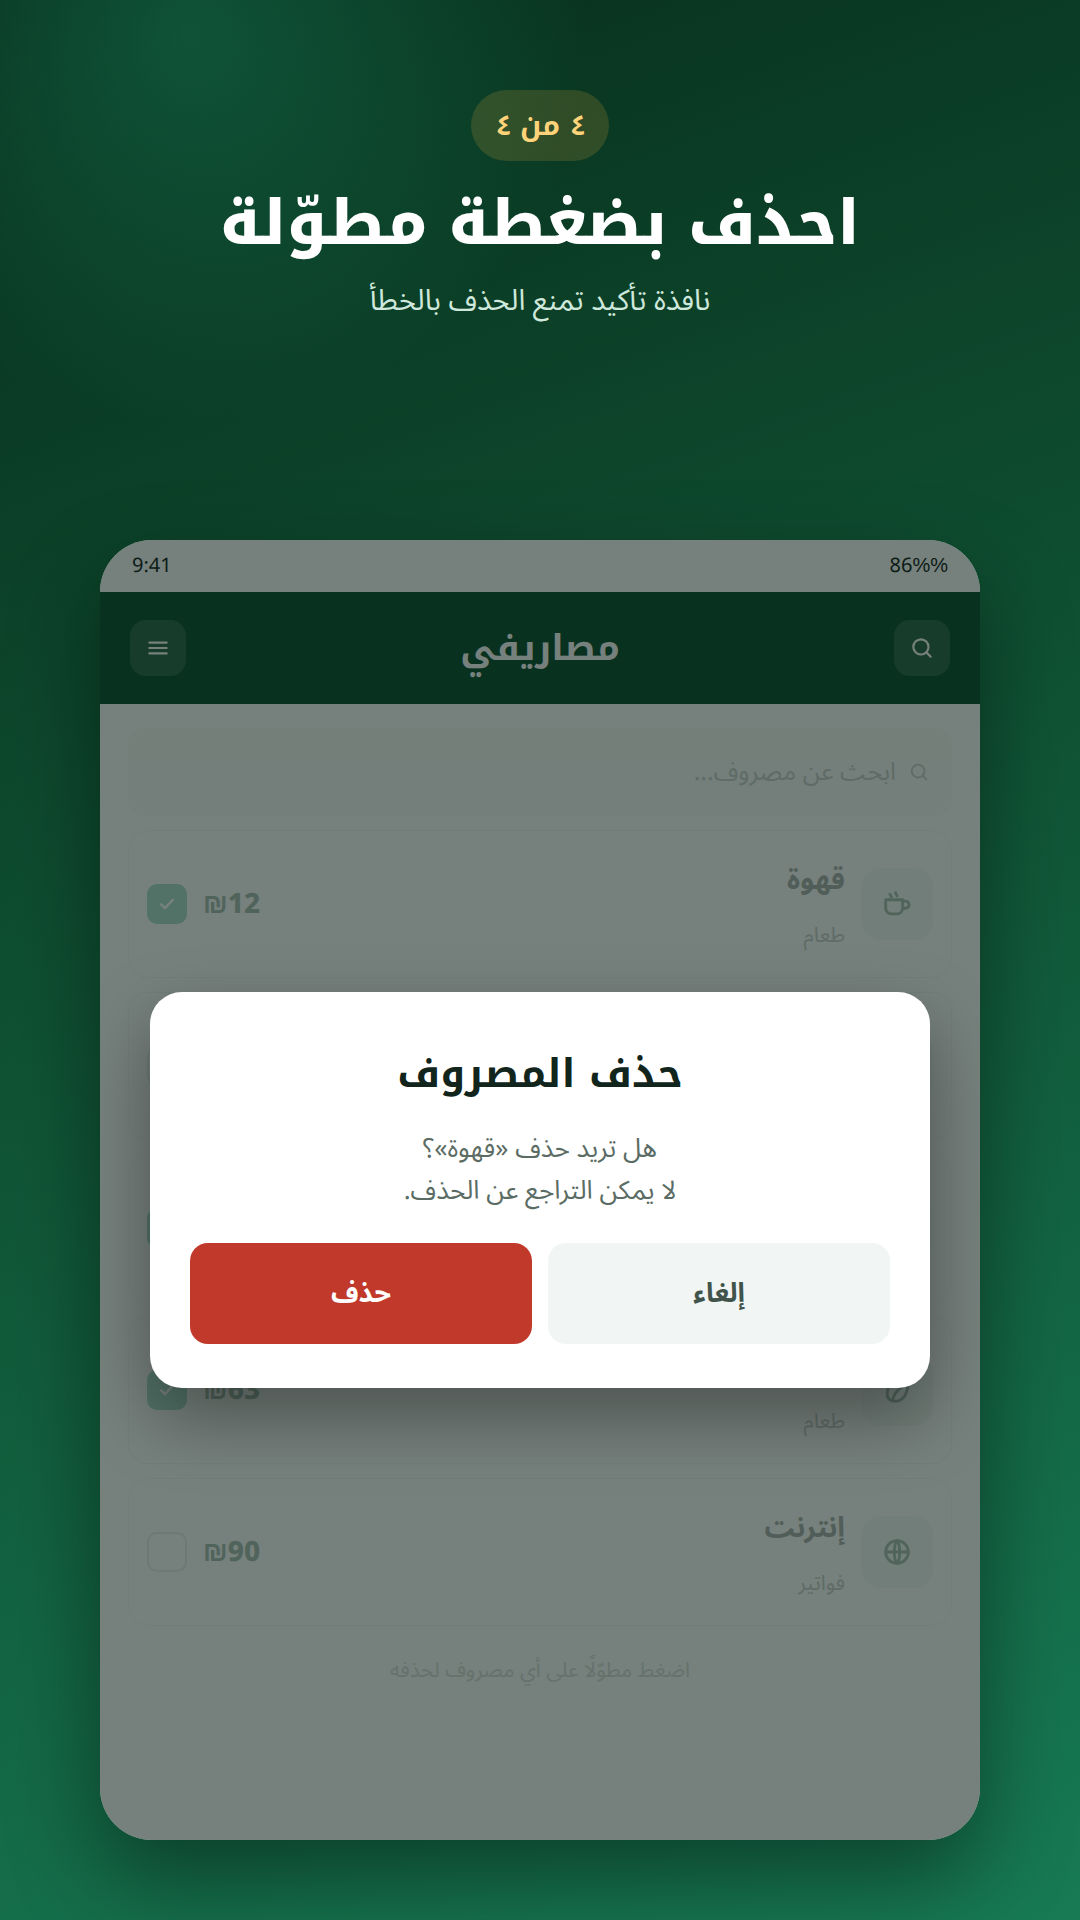 ٤ من ٤
احذف بضغطة مطوّلة
نافذة تأكيد تمنع الحذف بالخطأ
9:41
86%%
مصاريفي
ابحث عن مصروف...
قهوة
₪12
طعام
حذف المصروف
هل تريد حذف «قهوة»؟
لا يمكن التراجع عن الحذف.
إلغاء
حذف
طعام
إنترنت
₪90
فواتير
اضغط مطوّلًا على أي مصروف لحذفه